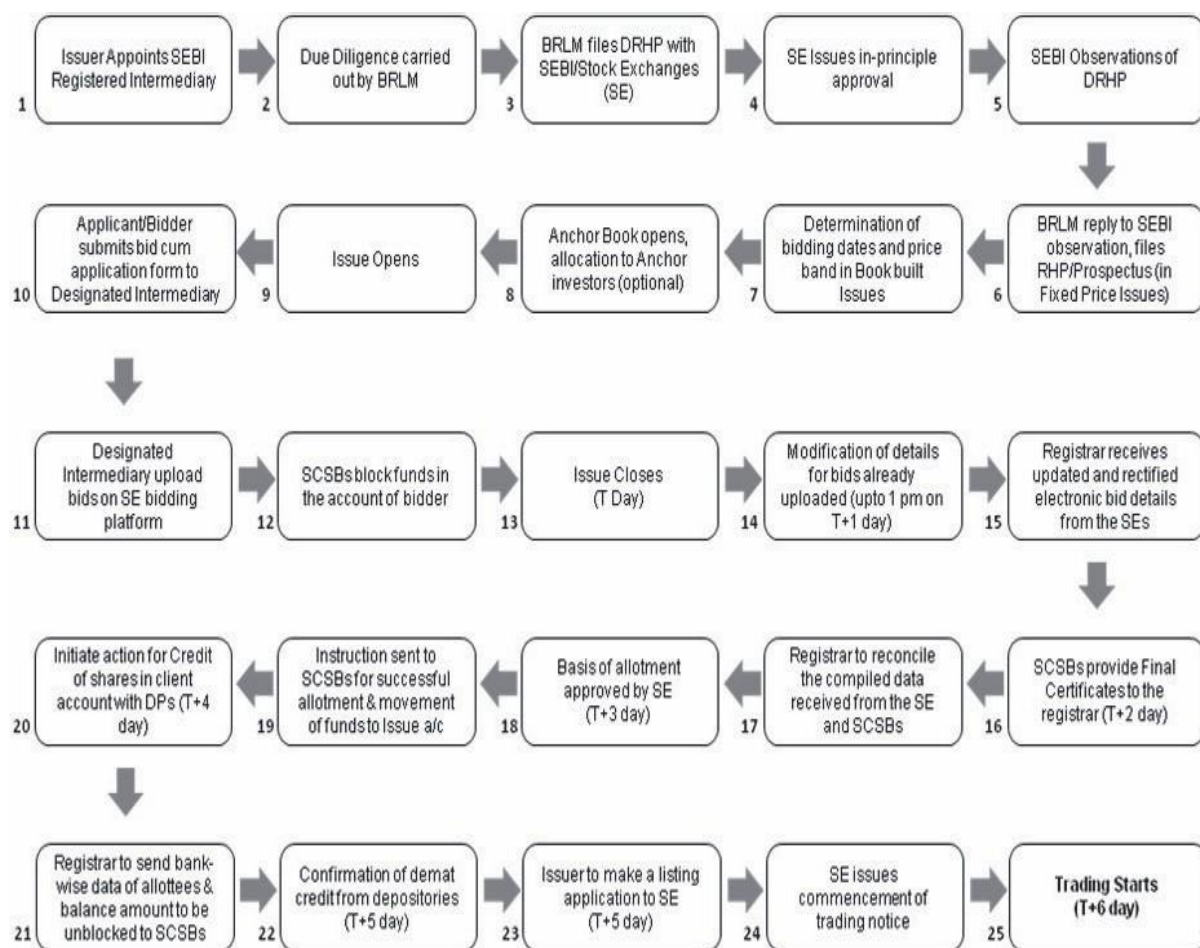 Issuer Appoints SEBI
Registered Intermediary
1
Due Diligence carried
out by BRLM
2
BRLM files DRHP with
SEBI/Stock Exchanges
(SE)
3
SE Issues in-principle
approval
4
SEBI Observations of
DRHP
5
BRLM reply to SEBI
observation, files
RHP/Prospectus (in
Fixed Price Issues)
6
Determination of
bidding dates and price
band in Book built
Issues
7
Anchor Book opens,
allocation to Anchor
investors (optional)
8
Issue Opens
9
Applicant/Bidder
submits bid cum
application form to
Designated Intermediary
10
Designated
Intermediary upload
bids on SE bidding
platform
11
SCSBs block funds in
the account of bidder
12
Issue Closes
(T Day)
13
Modification of details
for bids already
uploaded (upto 1 pm on
T+1 day)
14
Registrar receives
updated and rectified
electronic bid details
from the SEs
15
SCSBs provide Final
Certificates to the
registrar (T+2 day)
16
Registrar to reconcile
the compiled data
received from the SE
and SCSBs
17
Basis of allotment
approved by SE
(T+3 day)
18
Instruction sent to
SCSBs for successful
allotment & movement
of funds to Issue a/c
19
Initiate action for Credit
of shares in client
account with DPs (T+4
day)
20
Registrar to send bank-
wise data of allottees &
balance amount to be
unblocked to SCSBs
21
Confirmation of demat
credit from depositories
(T+5 day)
22
Issuer to make a listing
application to SE
(T+5 day)
23
SE issues
commencement of
trading notice
24
Trading Starts
(T+6 day)
25